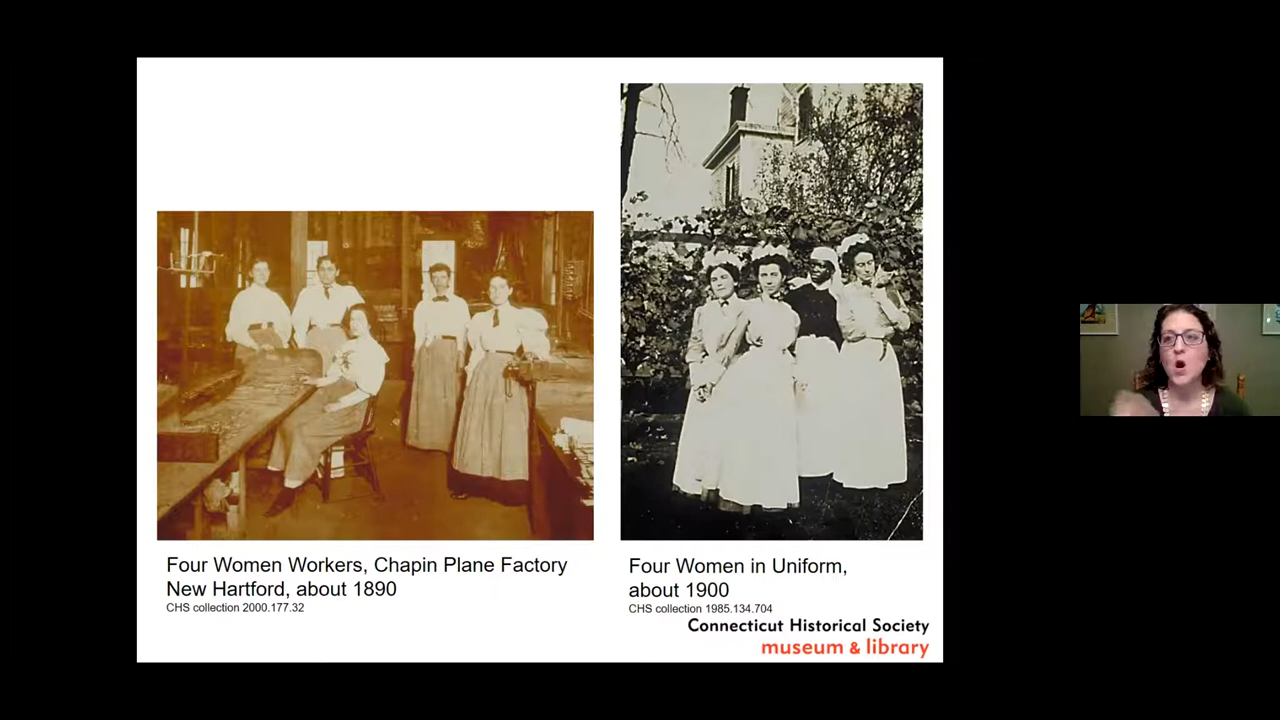 Four Women Workers, Chapin Plane Factory
New Hartford, about 1890
CHS collection 2000.177.32
Four Women in Uniform,
about 1900
CHS collection 1985.134.704
Connecticut Historical Society
museum & library